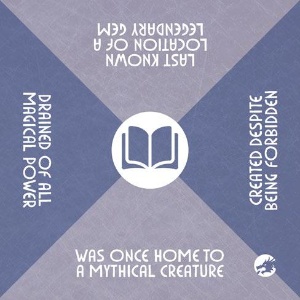 LAST KNOWN
LOCATION OF A
LEGENDARY GEM
DRAINED OF ALL
MAGICAL POWER
CREATED DESPITE
BEING FORBIDDEN
WAS ONCE HOME TO
A MYTHICAL CREATURE